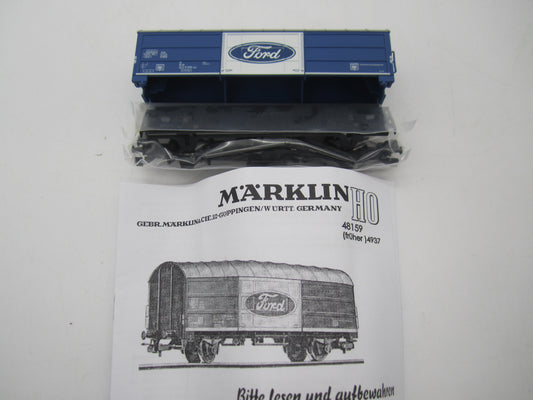 Ford
MÄRKLIN HO
GEBR. MÄRKLIN & CIE. GÖPPINGEN/WÜRTT. GERMANY
48159
(früher)4937
Ford
Bitte lesen und aufbewahren